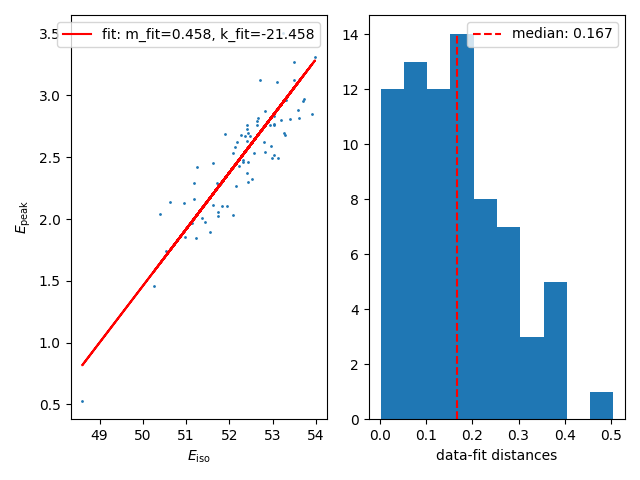 fit: m_fit=0.458, k_fit=-21.458
3.5
3.0
2.5
2.0
1.5
1.0
0.5
E_peak
49 50 51 52 53 54
E_iso
median: 0.167
14
12
10
8
6
4
2
0
0.0 0.1 0.2 0.3 0.4 0.5
data-fit distances